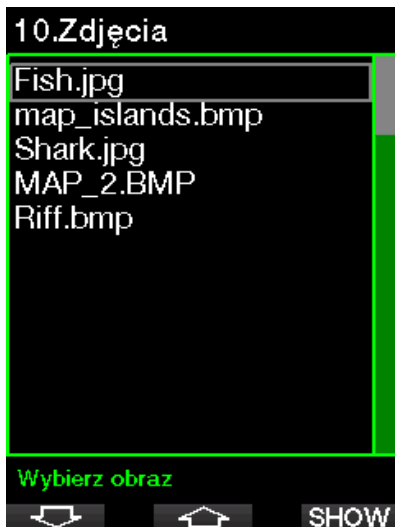 10.Zdjęcia
Fish.jpg
map_islands.bmp
Shark.jpg
MAP_2.BMP
Riff.bmp
Wybierz obraz
SHOW